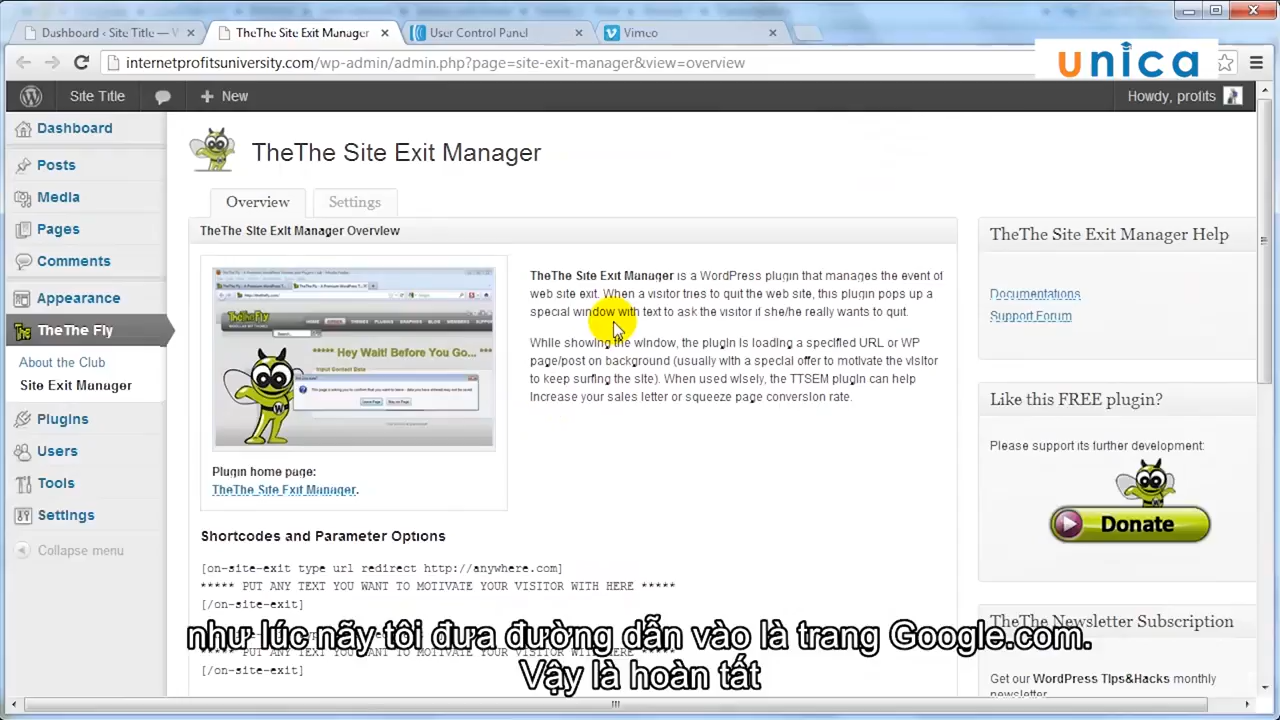 Dashboard ‹ Site Title — V
TheThe Site Exit Manager
User Control Panel
Vimeo
internetprofitsuniversity.com/wp-admin/admin.php?page=site-exit-manager&view=overview
unica
Site Title
+ New
Howdy, profits
Dashboard
Posts
Media
Pages
Comments
Appearance
TheThe Fly
About the Club
Site Exit Manager
Plugins
Users
Tools
Settings
Collapse menu
TheThe Site Exit Manager
Overview
Settings
TheThe Site Exit Manager Overview
TheThe Site Exit Manager is a WordPress plugin that manages the event of
web site exit. When a visitor tries to quit the web site, this plugin pops up a
special window with text to ask the visitor if she/he really wants to quit.
While showing the window, the plugin is loading a specified URL or WP
page/post on background (usually with a special offer to motivate the visitor
to keep surfing the site). When used wisely, the TTSEM plugin can help
increase your sales letter or squeeze page conversion rate.
***** Hey Wait! Before You Go... ***
Plugin home page:
TheThe Site Exit Manager.
Shortcodes and Parameter Options
[on-site-exit type url redirect http://anywhere.com]
***** PUT ANY TEXT YOU WANT TO MOTIVATE YOUR VISITOR WITH HERE *****
[/on-site-exit]
***** PUT ANY TEXT YOU WANT TO MOTIVATE YOUR VISITOR WITH HERE *****
[/on-site-exit]
TheThe Site Exit Manager Help
Documentations
Support Forum
Like this FREE plugin?
Please support its further development:
Donate
TheThe Newsletter Subscription
Get our WordPress Tips&Hacks monthly
newsletter
như lúc nãy tôi đưa đường dẫn vào là trang Google.com.
Vậy là hoàn tất